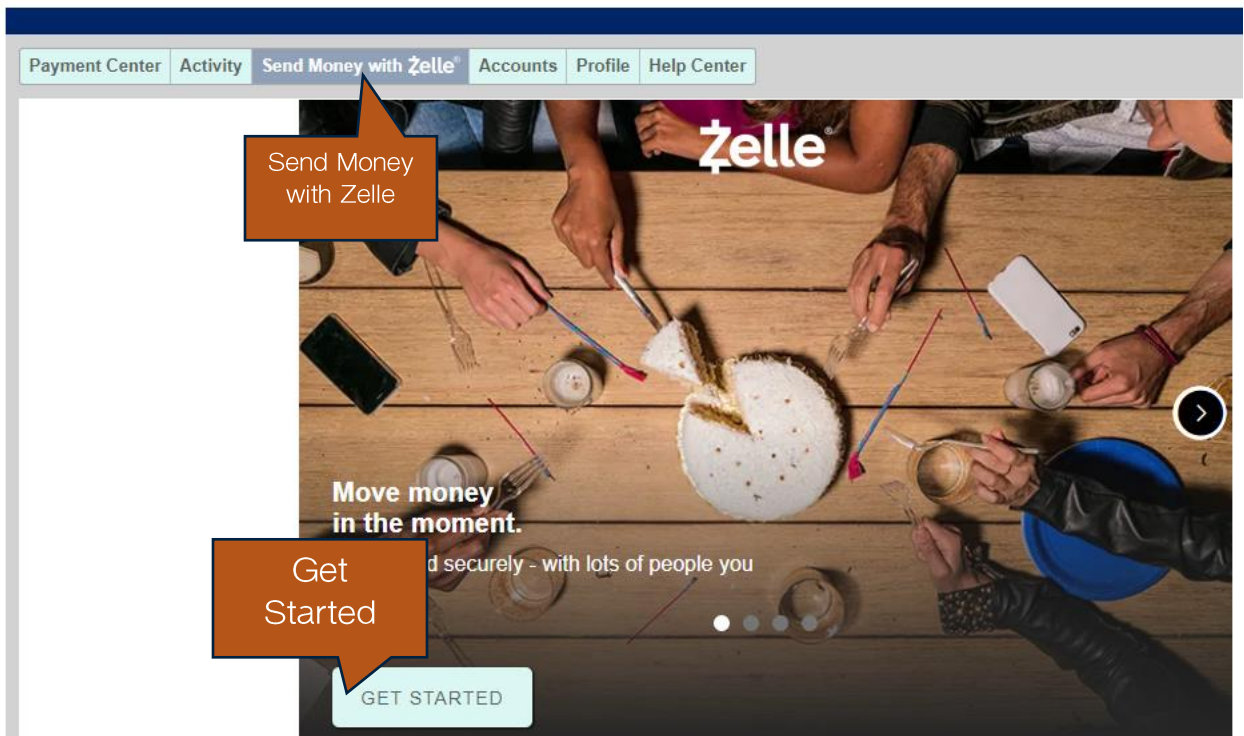 Payment Center Activity Send Money with Zelle® Accounts Profile Help Center
Zelle®
Send Money
with Zelle
Move money
in the moment.
Get
Started
d securely - with lots of people you
GET STARTED